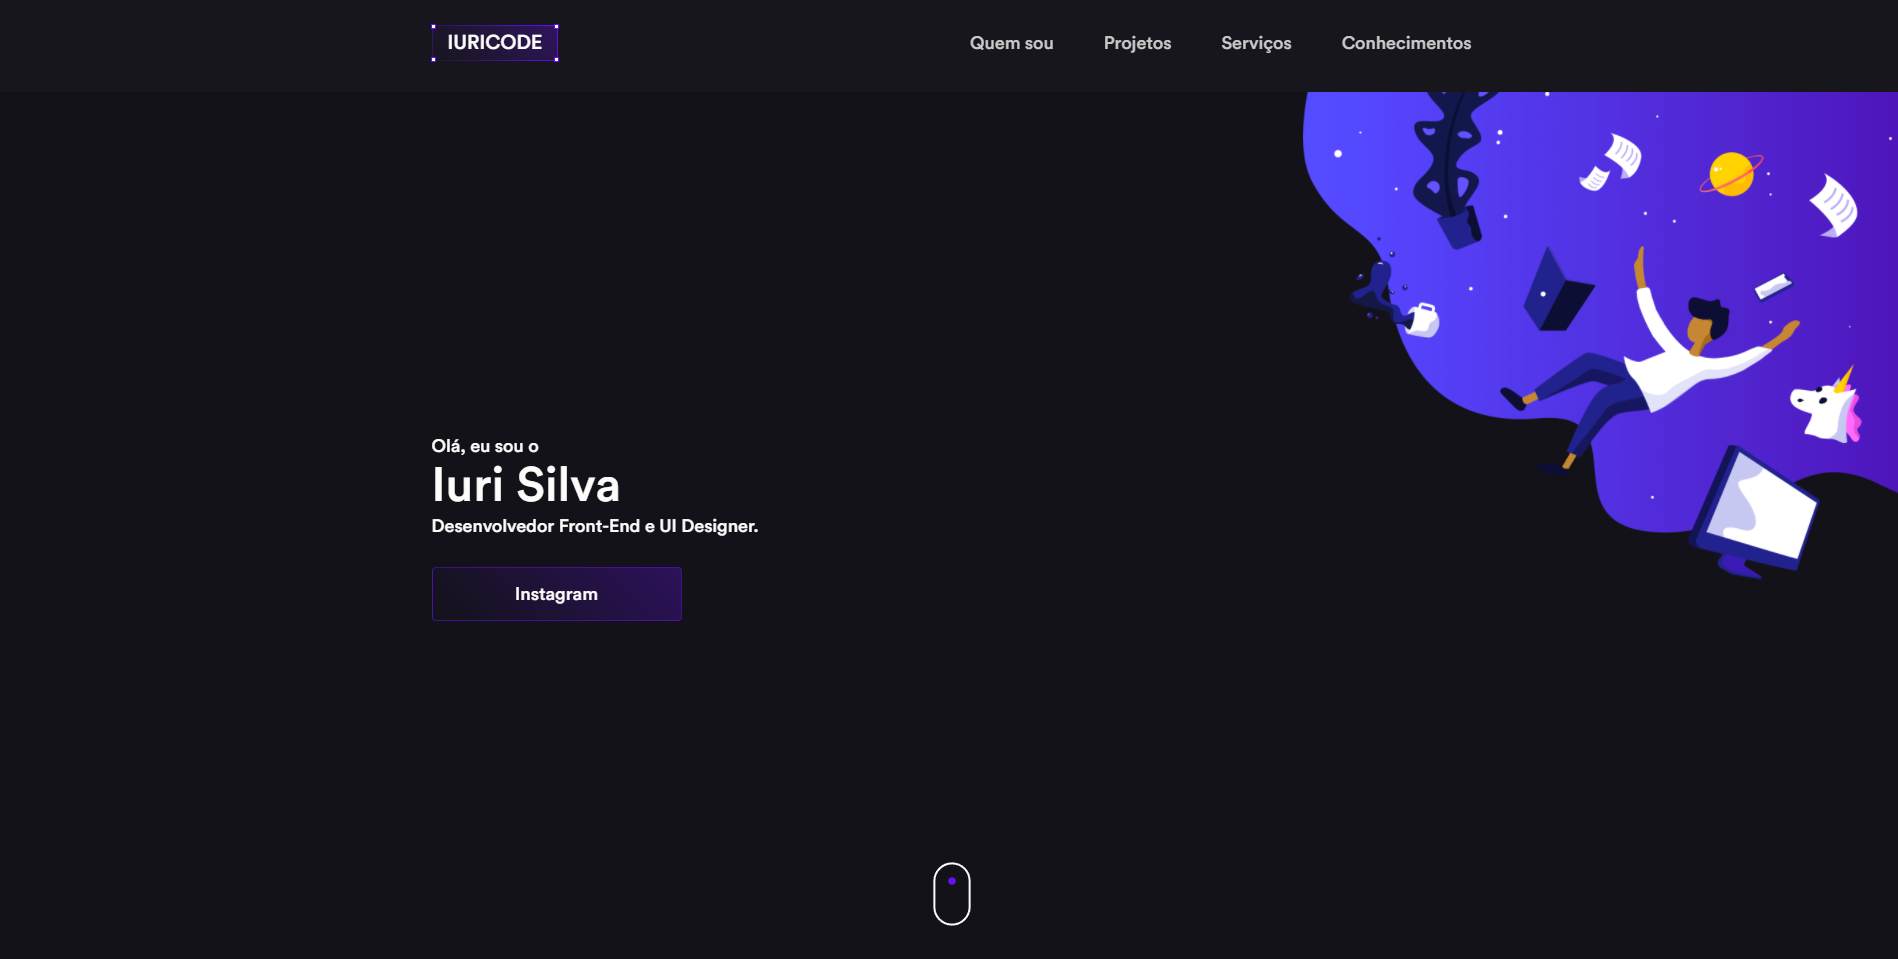 IURICODE
Quem sou
Projetos
Serviços
Conhecimentos
Olá, eu sou o
Iuri Silva
Desenvolvedor Front-End e UI Designer.
Instagram